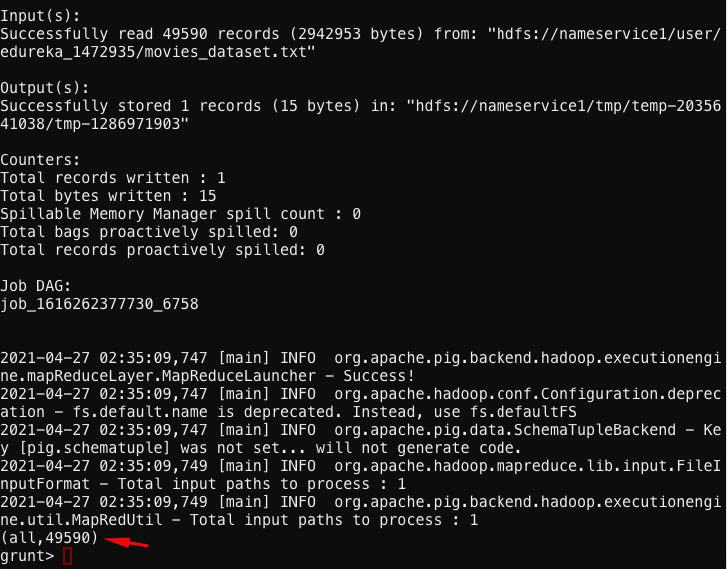 Input(s):
Successfully read 49590 records (2942953 bytes) from: "hdfs://nameservice1/user/
edureka_1472935/movies_dataset.txt"
Output(s):
Successfully stored 1 records (15 bytes) in: "hdfs://nameservice1/tmp/temp-20356
41038/tmp-1286971903"
Counters:
Total records written : 1
Total bytes written : 15
Spillable Memory Manager spill count : 0
Total bags proactively spilled: 0
Total records proactively spilled: 0
Job DAG:
job_1616262377730_6758
2021-04-27 02:35:09,747 [main] INFO  org.apache.pig.backend.hadoop.executionengi
ne.mapReduceLayer.MapReduceLauncher - Success!
2021-04-27 02:35:09,747 [main] INFO  org.apache.hadoop.conf.Configuration.deprec
ation - fs.default.name is deprecated. Instead, use fs.defaultFS
2021-04-27 02:35:09,747 [main] INFO  org.apache.pig.data.SchemaTupleBackend - Ke
y [pig.schematuple] was not set... will not generate code.
2021-04-27 02:35:09,749 [main] INFO  org.apache.hadoop.mapreduce.lib.input.FileI
nputFormat - Total input paths to process : 1
2021-04-27 02:35:09,749 [main] INFO  org.apache.pig.backend.hadoop.executionengi
ne.util.MapRedUtil - Total input paths to process : 1
(all,49590)
grunt>